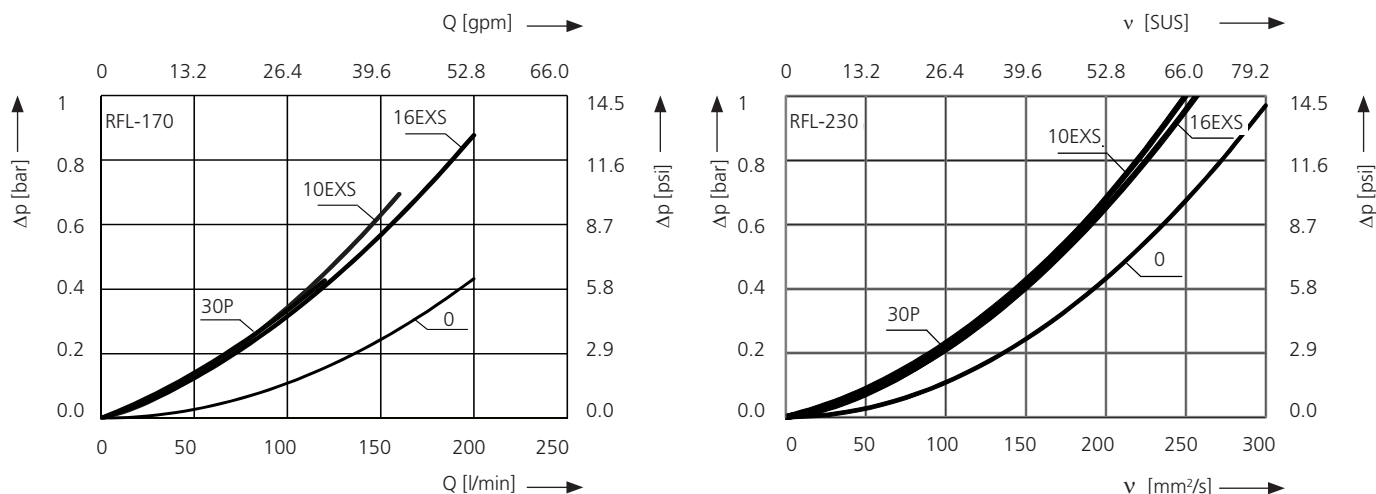 Q [gpm]
0 13.2 26.4 39.6 52.8 66.0
Δp [bar]
1
0.8
0.6
0.4
0.2
0.0
RFL-170
16EXS
10EXS
30P
0
14.5
11.6
8.7
5.8
2.9
0.0
Δp [psi]
0 50 100 150 200 250
Q [l/min]
ν [SUS]
0 13.2 26.4 39.6 52.8 66.0 79.2
Δp [bar]
1
0.8
0.6
0.4
0.2
0.0
RFL-230
10EXS
16EXS
0
30P
14.5
11.6
8.7
5.8
2.9
0.0
Δp [psi]
0 50 100 150 200 250 300
ν [mm²/s]